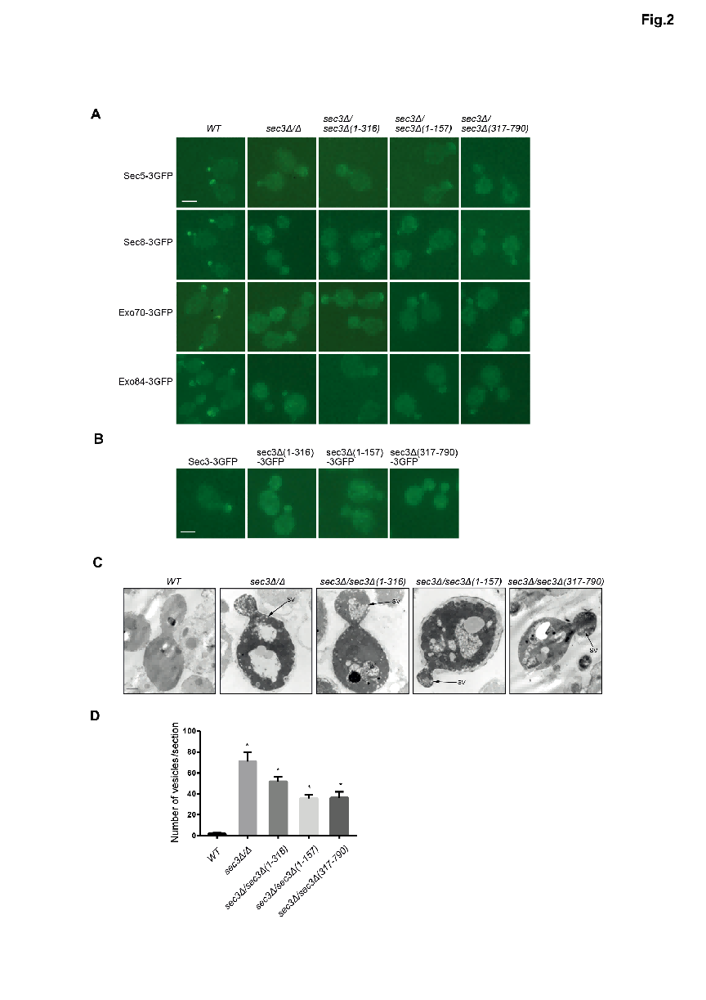 Fig.2
A
WT
sec3Δ/Δ
sec3Δ/
sec3Δ(1-316)
sec3Δ/
sec3Δ(1-157)
sec3Δ/
sec3Δ(317-790)
Sec5-3GFP
Sec8-3GFP
Exo70-3GFP
Exo84-3GFP
B
Sec3-3GFP
sec3Δ(1-316)
-3GFP
sec3Δ(1-157)
-3GFP
sec3Δ(317-790)
-3GFP
C
WT
sec3Δ/Δ
sec3Δ/sec3Δ(1-316)
sec3Δ/sec3Δ(1-157)
sec3Δ/sec3Δ(317-790)
SV
SV
SV
SV
D
Number of vesicles/section
100
80
60
40
20
0
*
*
*
*
WT
sec3Δ/Δ
sec3Δ/sec3Δ(1-316)
sec3Δ/sec3Δ(1-157)
sec3Δ/sec3Δ(317-790)